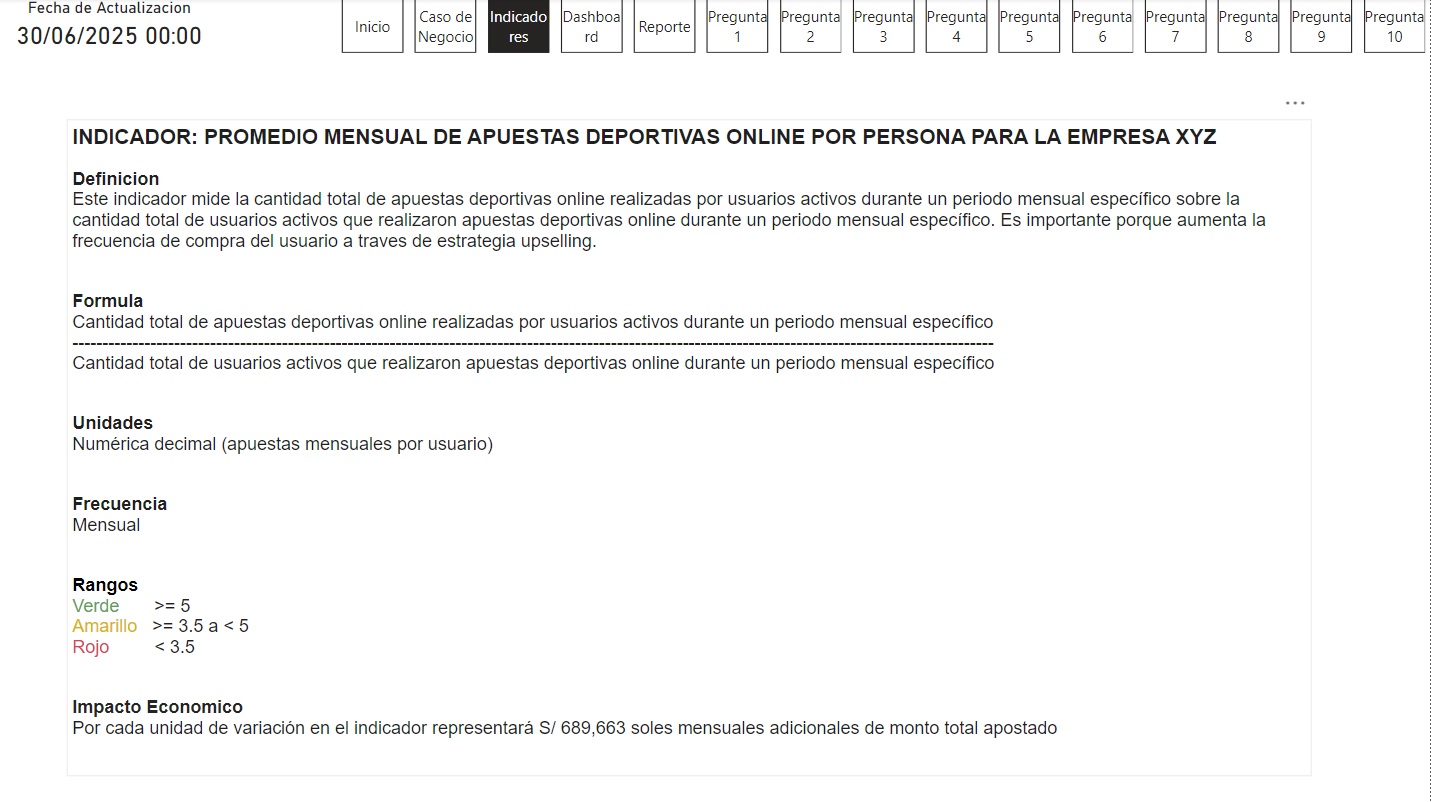 Fecha de Actualizacion
30/06/2025 00:00
Inicio
Caso de
Negocio
Indicado
res
Dashboa
rd
Reporte
Pregunta
1
Pregunta
2
Pregunta
3
Pregunta
4
Pregunta
5
Pregunta
6
Pregunta
7
Pregunta
8
Pregunta
9
Pregunta
10
INDICADOR: PROMEDIO MENSUAL DE APUESTAS DEPORTIVAS ONLINE POR PERSONA PARA LA EMPRESA XYZ
Definicion
Este indicador mide la cantidad total de apuestas deportivas online realizadas por usuarios activos durante un periodo mensual específico sobre la
cantidad total de usuarios activos que realizaron apuestas deportivas online durante un periodo mensual específico. Es importante porque aumenta la
frecuencia de compra del usuario a traves de estrategia upselling.
Formula
Cantidad total de apuestas deportivas online realizadas por usuarios activos durante un periodo mensual específico
Cantidad total de usuarios activos que realizaron apuestas deportivas online durante un periodo mensual específico
Unidades
Numérica decimal (apuestas mensuales por usuario)
Frecuencia
Mensual
Rangos
Verde >= 5
Amarillo >= 3.5 a < 5
Rojo < 3.5
Impacto Economico
Por cada unidad de variación en el indicador representará S/ 689,663 soles mensuales adicionales de monto total apostado